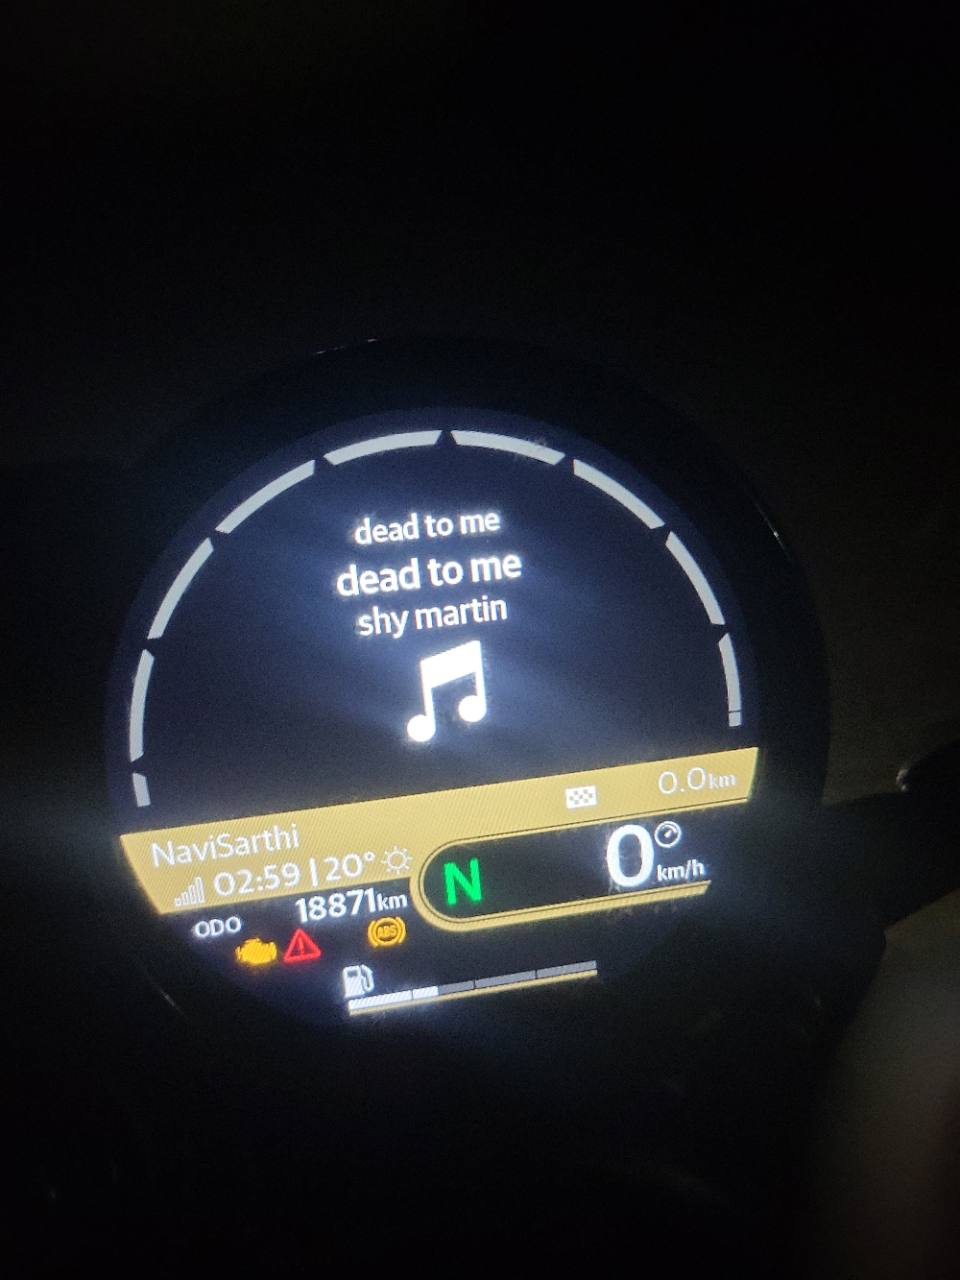 dead to me
dead to me
shy martin
0.0km
NaviSarthi
02:59 | 20°
N
0 km/h
ODO 18871km
ABS